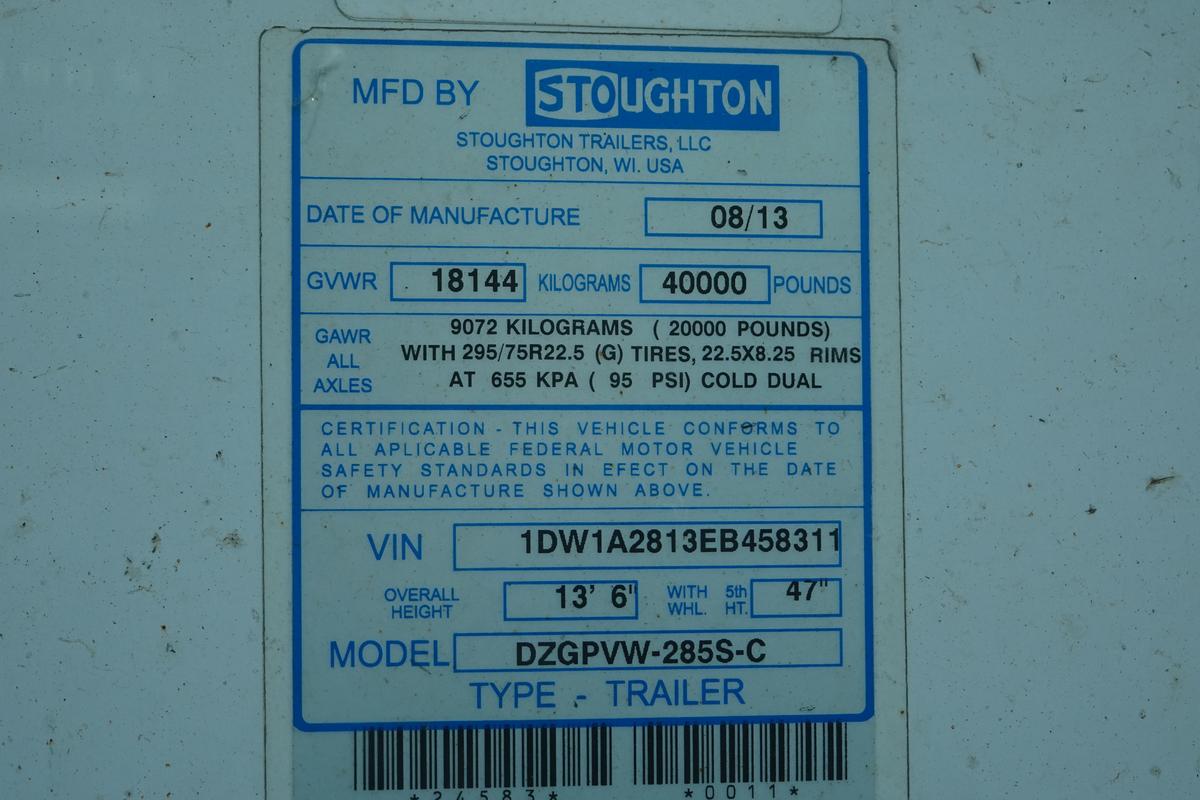 MFD BY STOUGHTON
STOUGHTON TRAILERS, LLC
STOUGHTON, WI. USA
DATE OF MANUFACTURE 08/13
GVWR 18144 KILOGRAMS 40000 POUNDS
GAWR ALL AXLES
9072 KILOGRAMS ( 20000 POUNDS)
WITH 295/75R22.5 (G) TIRES, 22.5X8.25 RIMS
AT 655 KPA ( 95 PSI) COLD DUAL
CERTIFICATION - THIS VEHICLE CONFORMS TO
ALL APLICABLE FEDERAL MOTOR VEHICLE
SAFETY STANDARDS IN EFECT ON THE DATE
OF MANUFACTURE SHOWN ABOVE.
VIN 1DW1A2813EB458311
OVERALL HEIGHT 13' 6" WITH 5th WHL. HT. 47"
MODEL DZGPVW-285S-C
TYPE - TRAILER
*24583* *0011*